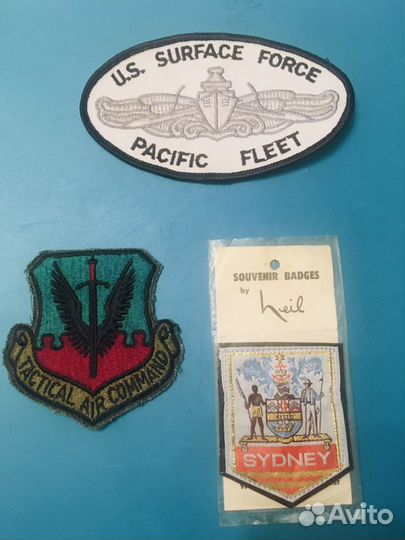 U.S. SURFACE FORCE
PACIFIC FLEET
SOUVENIR BADGES
by
Neil
TACTICAL AIR COMMAND
SYDNEY
Avito